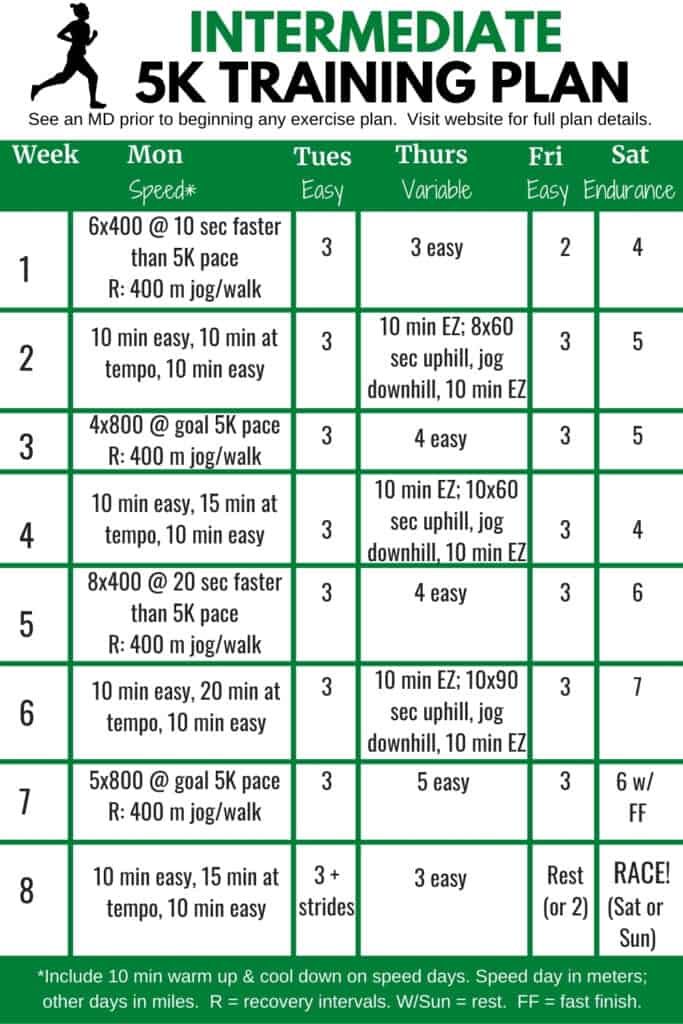 INTERMEDIATE
5K TRAINING PLAN
See an MD prior to beginning any exercise plan.  Visit website for full plan details.
Week Mon Tues Thurs Fri Sat
Speed* Easy Variable Easy Endurance
1
6x400 @ 10 sec faster
than 5K pace
R: 400 m jog/walk
3
3 easy
2
4
2
10 min easy, 10 min at
tempo, 10 min easy
3
10 min EZ; 8x60
sec uphill, jog
downhill, 10 min EZ
3
5
3
4x800 @ goal 5K pace
R: 400 m jog/walk
3
4 easy
3
5
4
10 min easy, 15 min at
tempo, 10 min easy
3
10 min EZ; 10x60
sec uphill, jog
downhill, 10 min EZ
3
4
5
8x400 @ 20 sec faster
than 5K pace
R: 400 m jog/walk
3
4 easy
3
6
6
10 min easy, 20 min at
tempo, 10 min easy
3
10 min EZ; 10x90
sec uphill, jog
downhill, 10 min EZ
3
7
7
5x800 @ goal 5K pace
R: 400 m jog/walk
3
5 easy
3
6 w/
FF
8
10 min easy, 15 min at
tempo, 10 min easy
3 +
strides
3 easy
Rest
(or 2)
RACE!
(Sat or
Sun)
*Include 10 min warm up & cool down on speed days. Speed day in meters;
other days in miles.  R = recovery intervals. W/Sun = rest.  FF = fast finish.